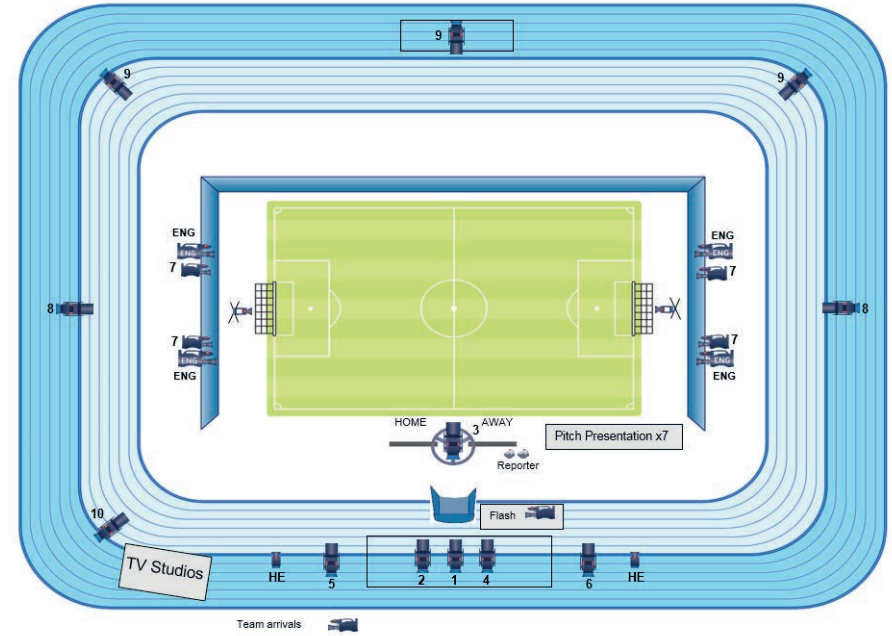 9
9
9
ENG
ENG
ENG
ENG
7
7
8
8
7
7
ENG
ENG
ENG
ENG
HOME
3
AWAY
Pitch Presentation x7
Reporter
10
Flash
TV Studios
HE
5
2
1
4
6
HE
Team arrivals